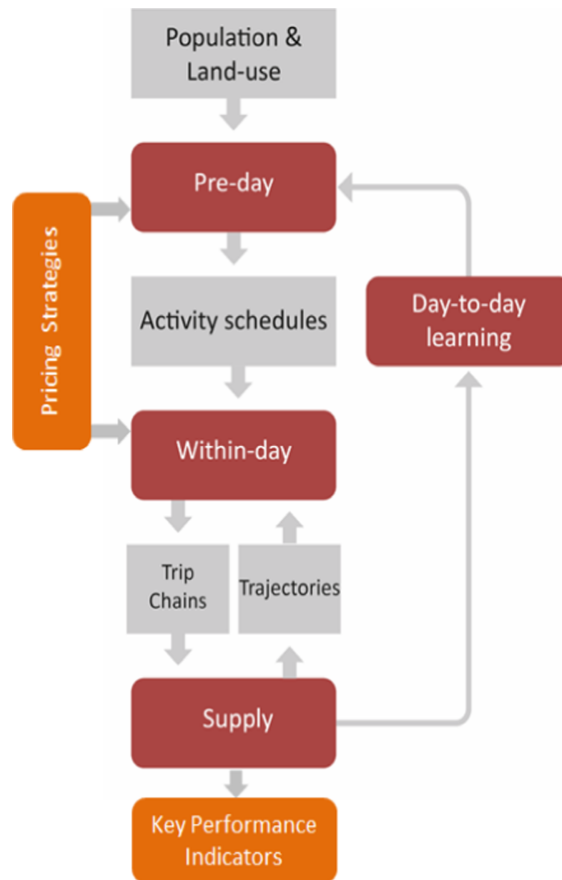 Population &
Land-use
Pre-day
Pricing Strategies
Activity schedules
Day-to-day
learning
Within-day
Trip
Chains
Trajectories
Supply
Key Performance
Indicators